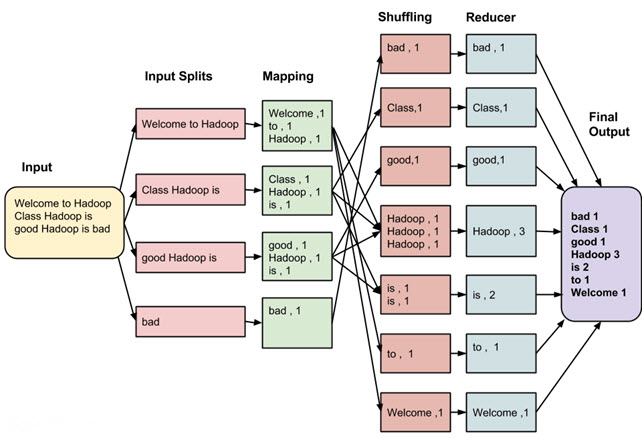 Input
Welcome to Hadoop
Class Hadoop is
good Hadoop is bad
Input Splits
Welcome to Hadoop
Class Hadoop is
good Hadoop is
bad
Mapping
Welcome ,1
to , 1
Hadoop , 1
Class , 1
Hadoop , 1
is , 1
good , 1
Hadoop , 1
is , 1
bad , 1
Shuffling
bad , 1
Class,1
good,1
Hadoop , 1
Hadoop , 1
Hadoop , 1
is , 1
is , 1
to , 1
Welcome ,1
Reducer
bad , 1
Class,1
good,1
Hadoop , 3
is , 2
to , 1
Welcome ,1
Final
Output
bad 1
Class 1
good 1
Hadoop 3
is 2
to 1
Welcome 1